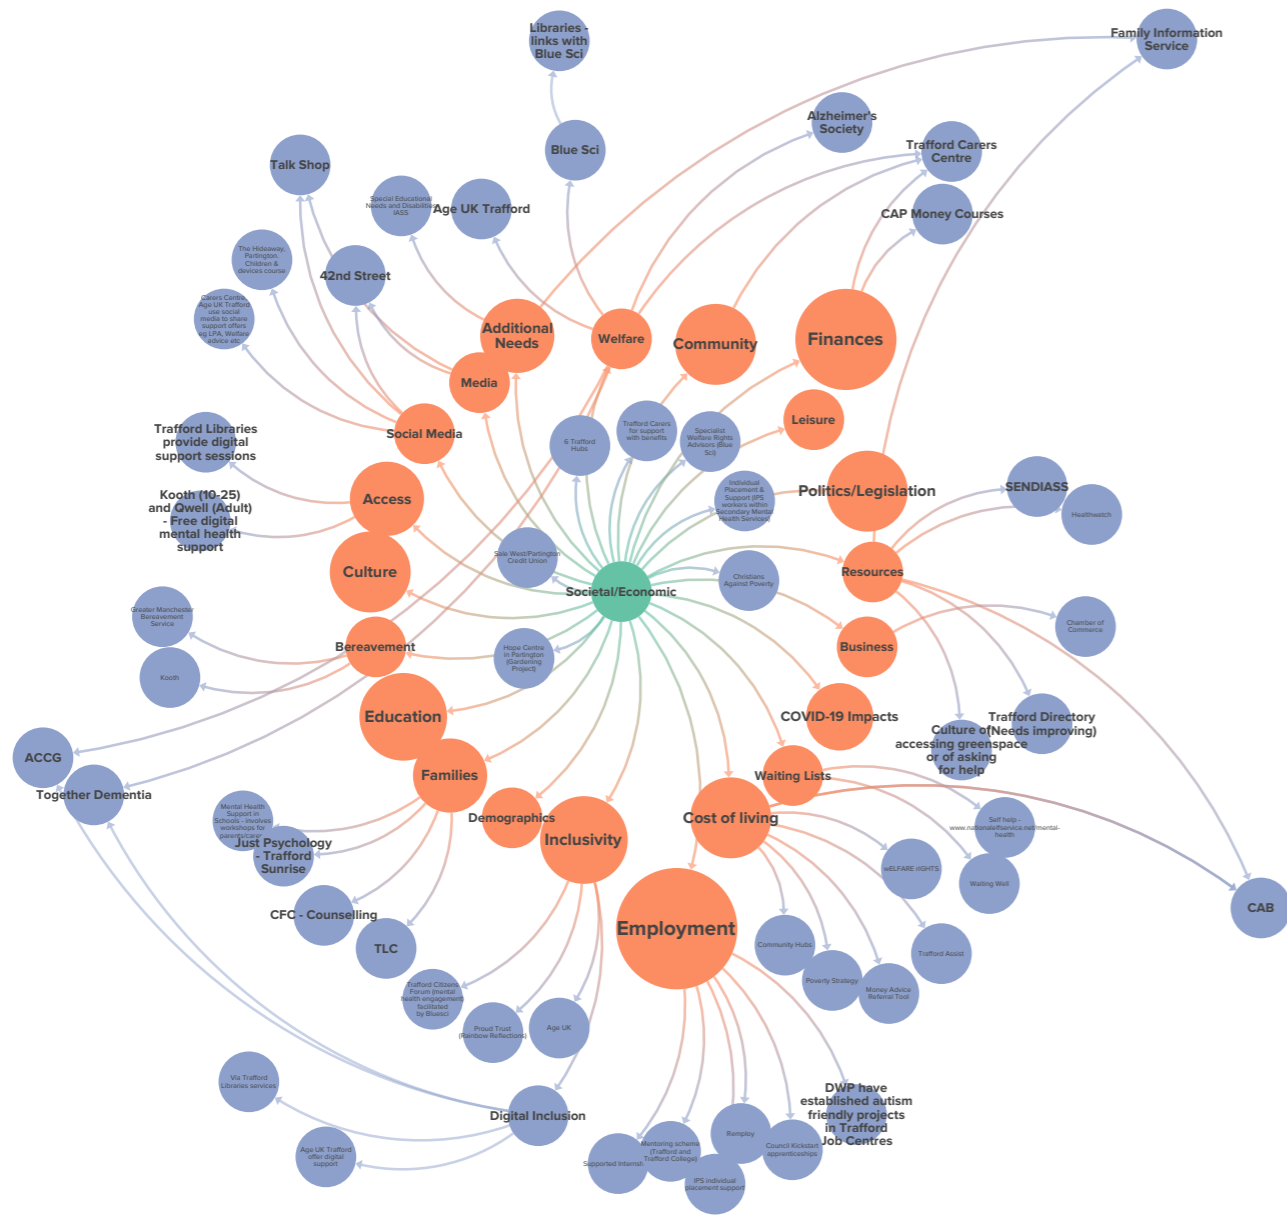 Libraries -
links with
Blue Sci
Family Information
Service
Alzheimer's
Society
Blue Sci
Trafford Carers
Centre
Talk Shop
Special Educational
Needs and Disabilities
IASS
Age UK Trafford
CAP Money Courses
The Hideaway,
Partington
Children &
devices course
42nd Street
Carers Centre,
Age UK Trafford
use social
media to share
support offers
eg LPA, Welfare
advice etc
Additional
Needs
Welfare
Community
Finances
Media
Social Media
Leisure
Trafford Libraries
provide digital
support sessions
6 Trafford
Hubs
Trafford Carers
for support
with benefits
Specialist
Welfare Rights
Advisors (Blue
Sci)
Access
Individual
Placement &
Support (IPS
workers within
Secondary Mental
Health Services)
Politics/Legislation
SENDIASS
Healthwatch
Kooth (10-25)
and Qwell (Adult)
- Free digital
mental health
support
Culture
Sale West/Partington
Credit Union
Societal/Economic
Christians
Against Poverty
Resources
Greater Manchester
Bereavement
Service
Bereavement
Hope Centre
in Partington
(Gardening
Project)
Business
Chamber of
Commerce
Kooth
Education
COVID-19 Impacts
Culture of
accessing greenspace
or of asking
for help
Trafford Directory
(Needs improving)
ACCG
Together Dementia
Families
Waiting Lists
Mental Health
Support in
Schools - involves
workshops for
Just Psychology
- Trafford
Sunrise
Demographics
Inclusivity
Cost of living
Self help -
www.nationalelfservice.net/mental-
health
wELFARE rIGHTS
Waiting Well
CAB
CFC - Counselling
TLC
Employment
Community Hubs
Trafford Assist
Poverty Strategy
Money Advice
Referral Tool
Trafford Citizens
Forum (mental
health engagement)
facilitated
by Bluesci
Proud Trust
(Rainbow Reflections)
Age UK
Via Trafford
Libraries services
Digital Inclusion
Age UK Trafford
offer digital
support
Supported
Mentoring scheme
(Trafford and
Trafford College)
IPS individual
placement support
Remploy
Council Kickstart
apprenticeships
DWP have
established autism
friendly projects
in Trafford
Job Centres